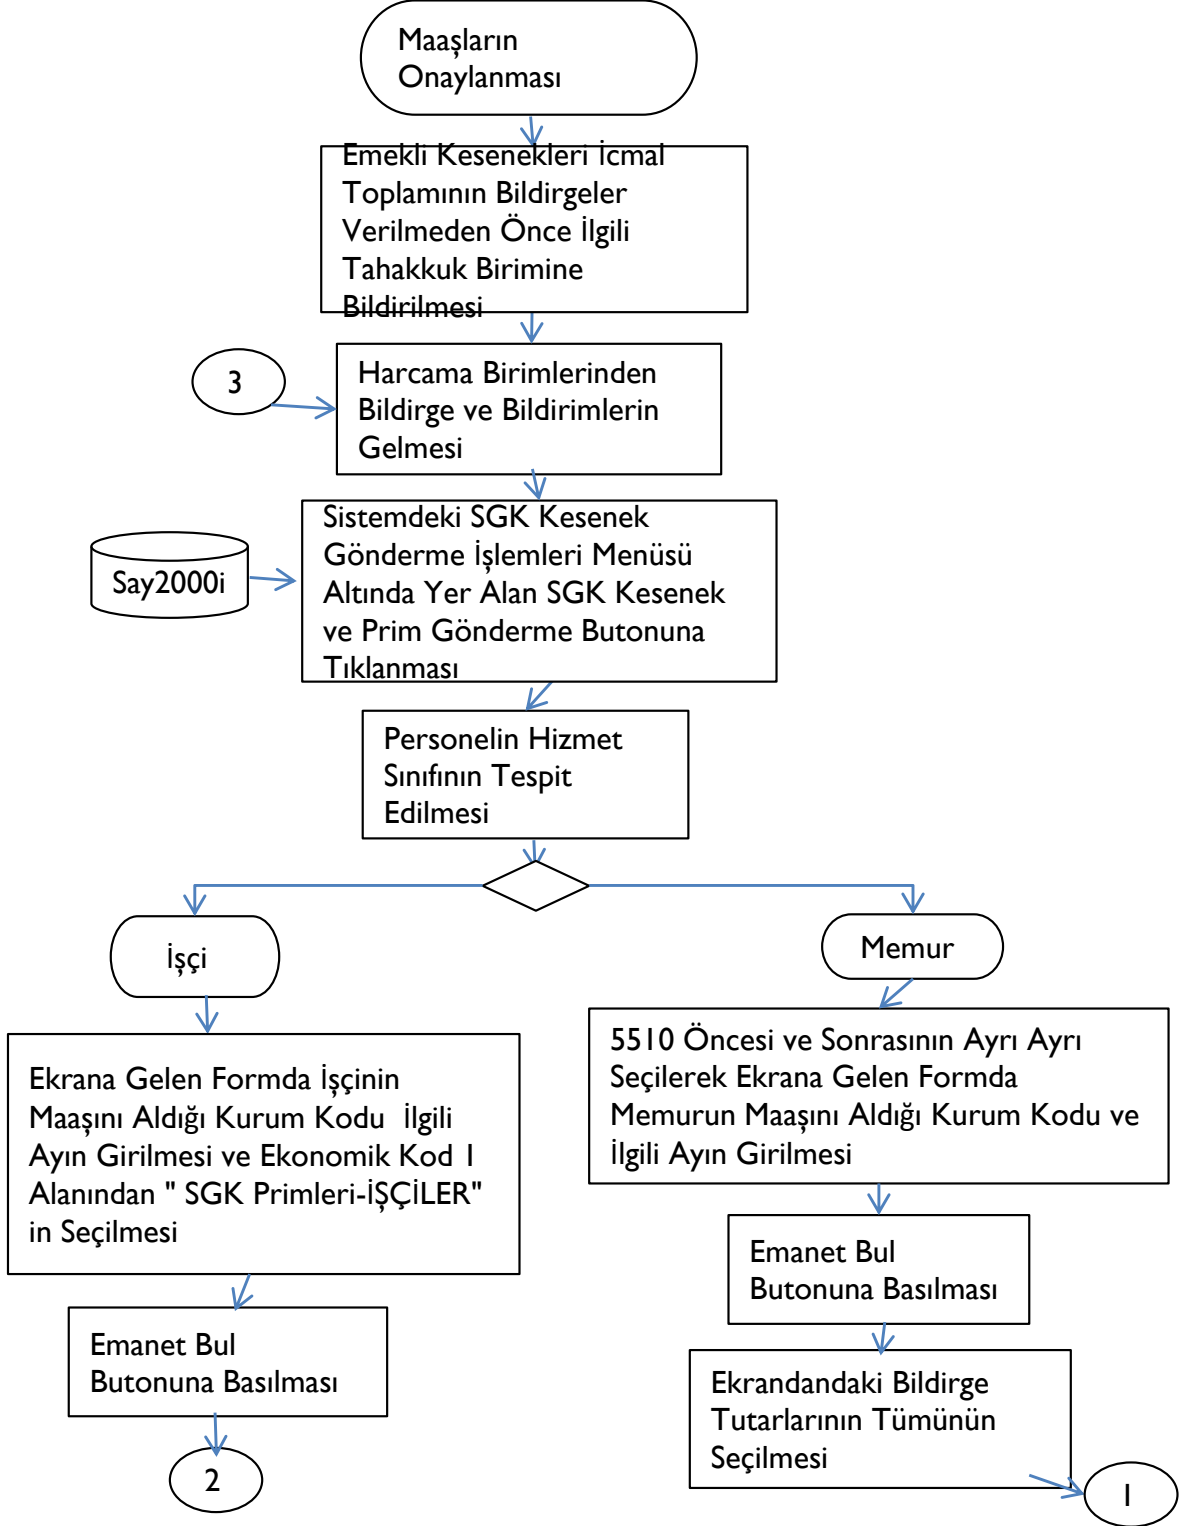 Maaşların
Onaylanması
Emekli Kesenekleri İcmal
Toplamının Bildirgeler
Verilmeden Önce İlgili
Tahakkuk Birimine
Bildirilmesi
3
Harcama Birimlerinden
Bildirge ve Bildirimlerin
Gelmesi
Say2000i
Sistemdeki SGK Kesenek
Gönderme İşlemleri Menüsü
Altında Yer Alan SGK Kesenek
ve Prim Gönderme Butonuna
Tıklanması
Personelin Hizmet
Sınıfının Tespit
Edilmesi
İşçi
Memur
Ekrana Gelen Formda İşçinin
Maaşını Aldığı Kurum Kodu İlgili
Ayın Girilmesi ve Ekonomik Kod 1
Alanından " SGK Primleri-İŞÇİLER"
in Seçilmesi
5510 Öncesi ve Sonrasının Ayrı Ayrı
Seçilerek Ekrana Gelen Formda
Memurun Maaşını Aldığı Kurum Kodu ve
İlgili Ayın Girilmesi
Emanet Bul
Butonuna Basılması
Emanet Bul
Butonuna Basılması
Ekrandandaki Bildirge
Tutarlarının Tümünün
Seçilmesi
2
1